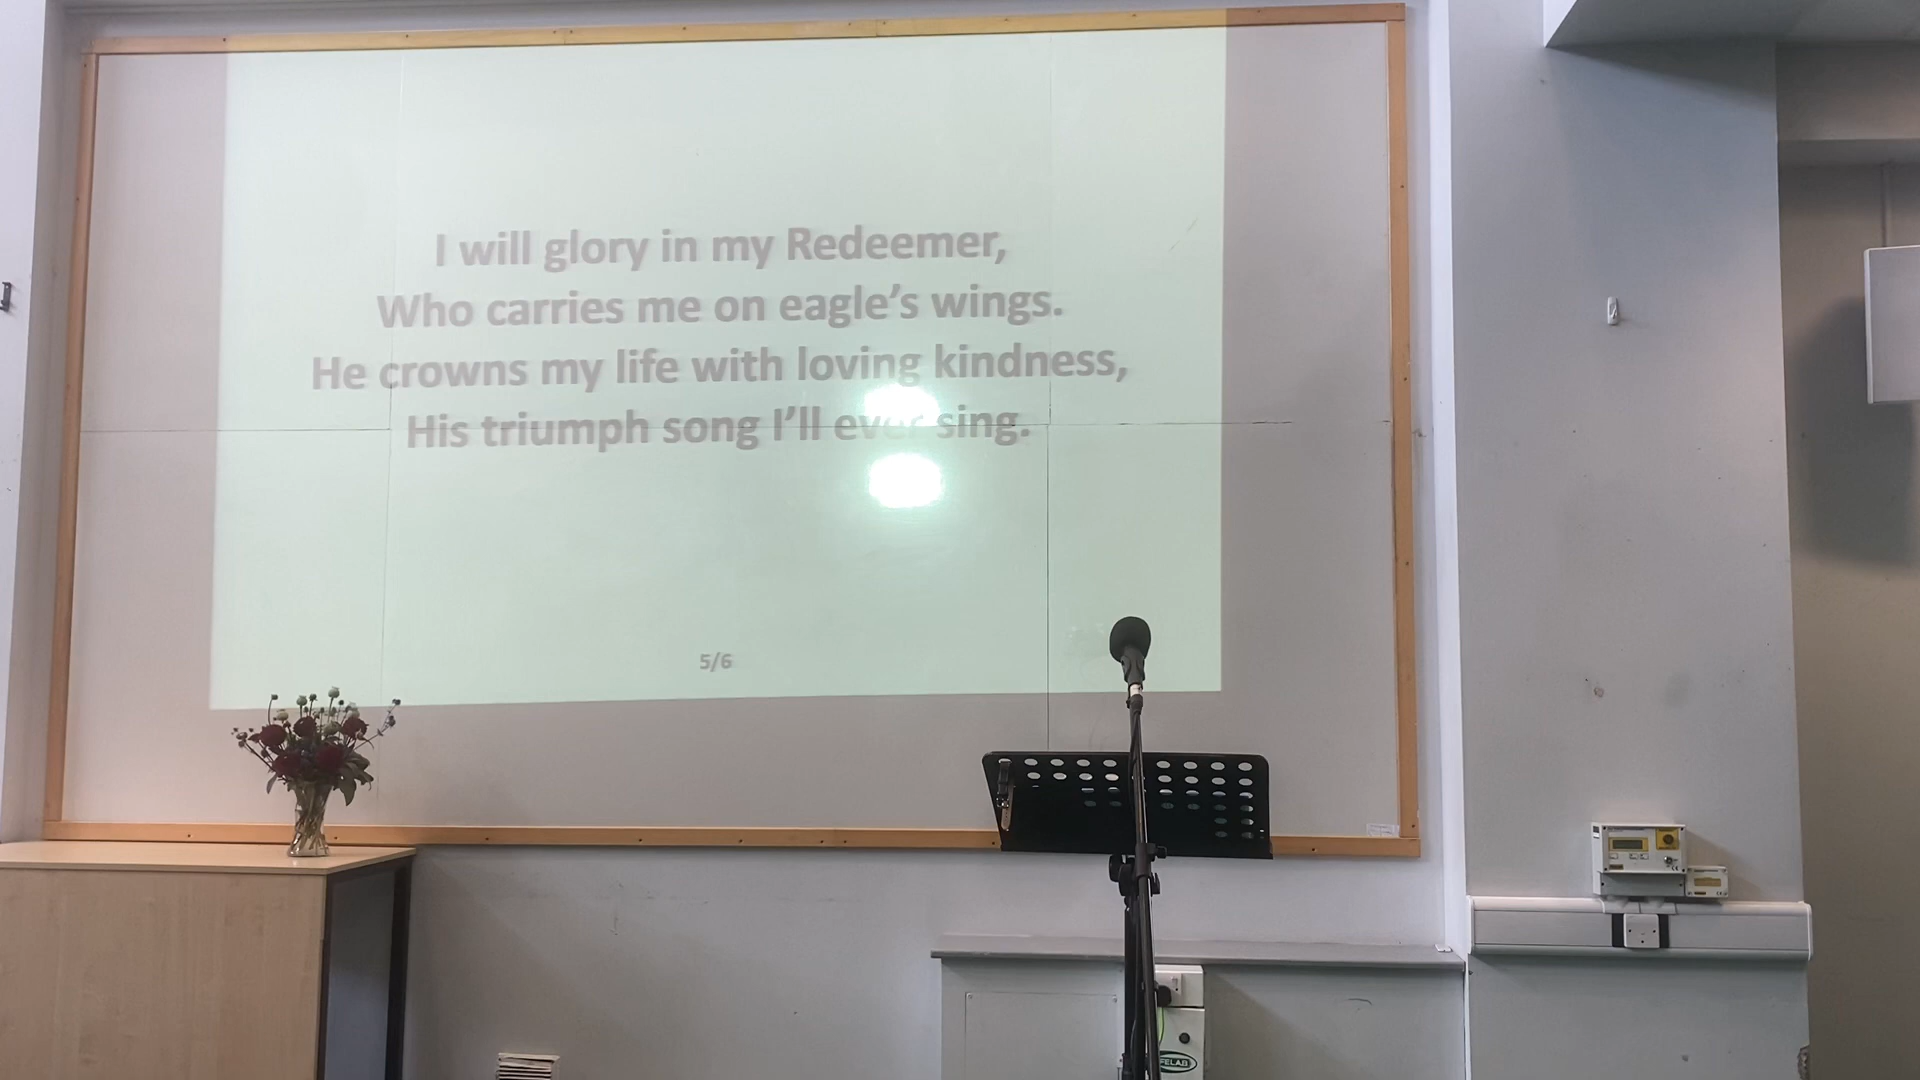 I will glory in my Redeemer,
Who carries me on eagle's wings.
He crowns my life with loving kindness,
His triumph song I'll ever sing.
5/6